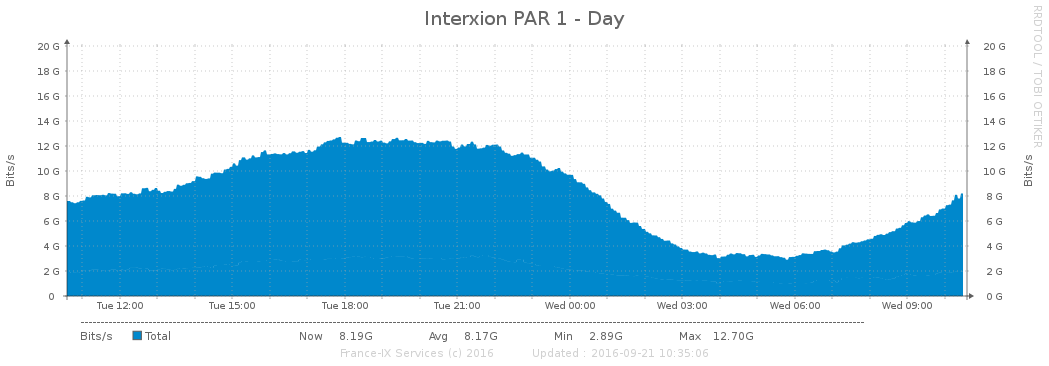 Interxion PAR 1 - Day
RRDTOOL / TOBI OETIKER
Bits/s
20 G 20 G
18 G 18 G
16 G 16 G
14 G 14 G
12 G 12 G
10 G 10 G
8 G 8 G
6 G 6 G
4 G 4 G
2 G 2 G
0 0 G
Bits/s
Tue 12:00 Tue 15:00 Tue 18:00 Tue 21:00 Wed 00:00 Wed 03:00 Wed 06:00 Wed 09:00
Bits/s Total Now 8.19G Avg 8.17G Min 2.89G Max 12.70G
France-IX Services (c) 2016 Updated : 2016-09-21 10:35:06